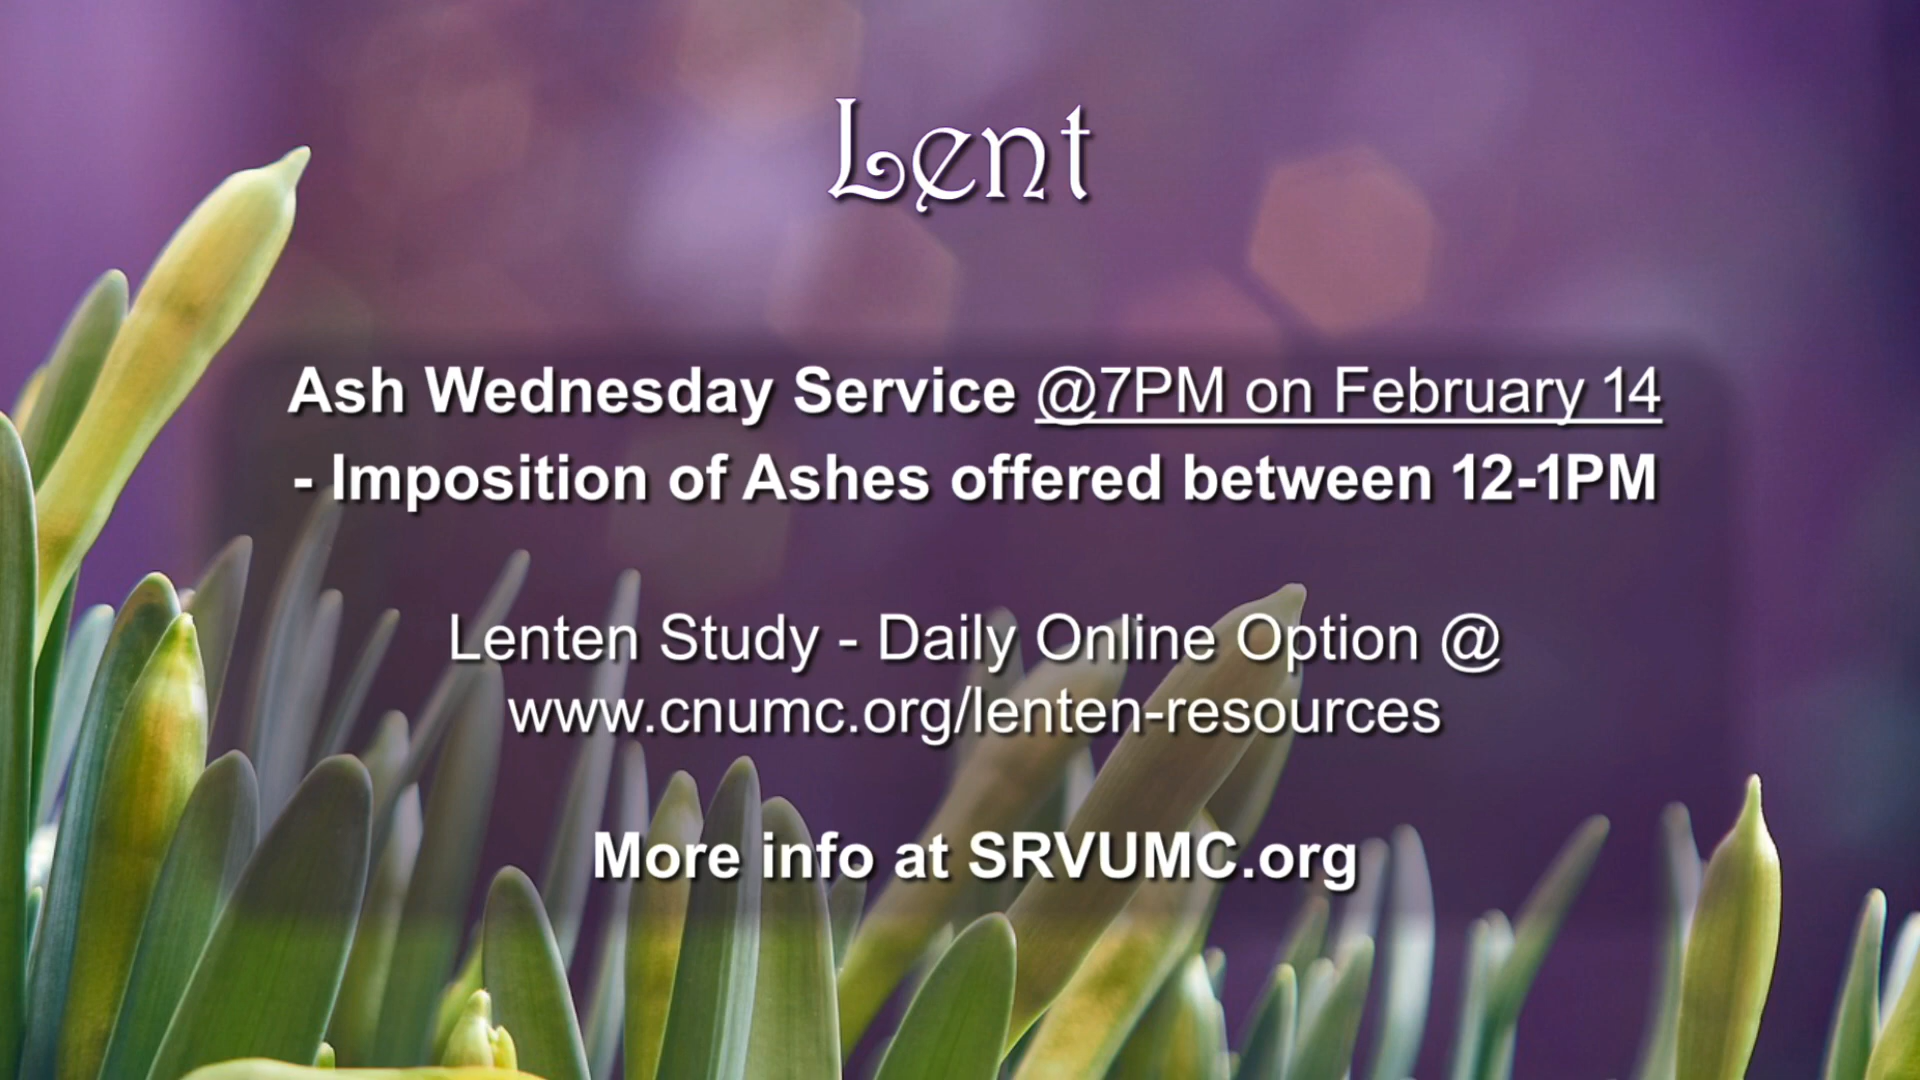 Lent
Ash Wednesday Service @7PM on February 14
- Imposition of Ashes offered between 12-1PM
Lenten Study - Daily Online Option @
www.cnumc.org/lenten-resources
More info at SRVUMC.org